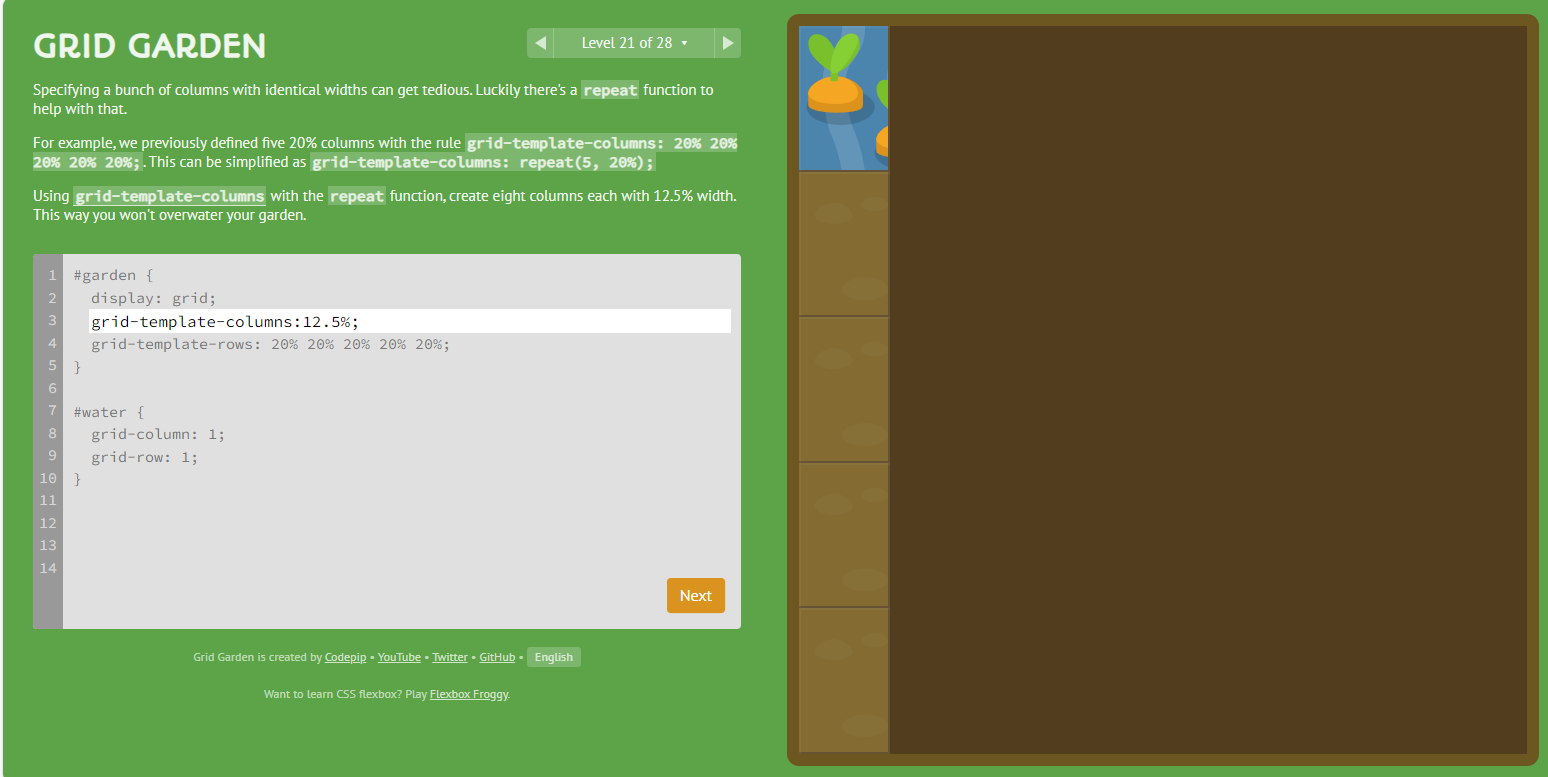 GRID GARDEN
Level 21 of 28
Specifying a bunch of columns with identical widths can get tedious. Luckily there's a repeat function to
help with that.
For example, we previously defined five 20% columns with the rule grid-template-columns: 20% 20%
20% 20% 20%;. This can be simplified as grid-template-columns: repeat(5, 20%);
Using grid-template-columns with the repeat function, create eight columns each with 12.5% width.
This way you won't overwater your garden.
1 #garden {
2 display: grid;
3 grid-template-columns:12.5%;
4 grid-template-rows: 20% 20% 20% 20% 20%;
5 }
6
7 #water {
8 grid-column: 1;
9 grid-row: 1;
10 }
11
12
13
14
Next
Grid Garden is created by Codepip • YouTube • Twitter • GitHub • English
Want to learn CSS flexbox? Play Flexbox Froggy.